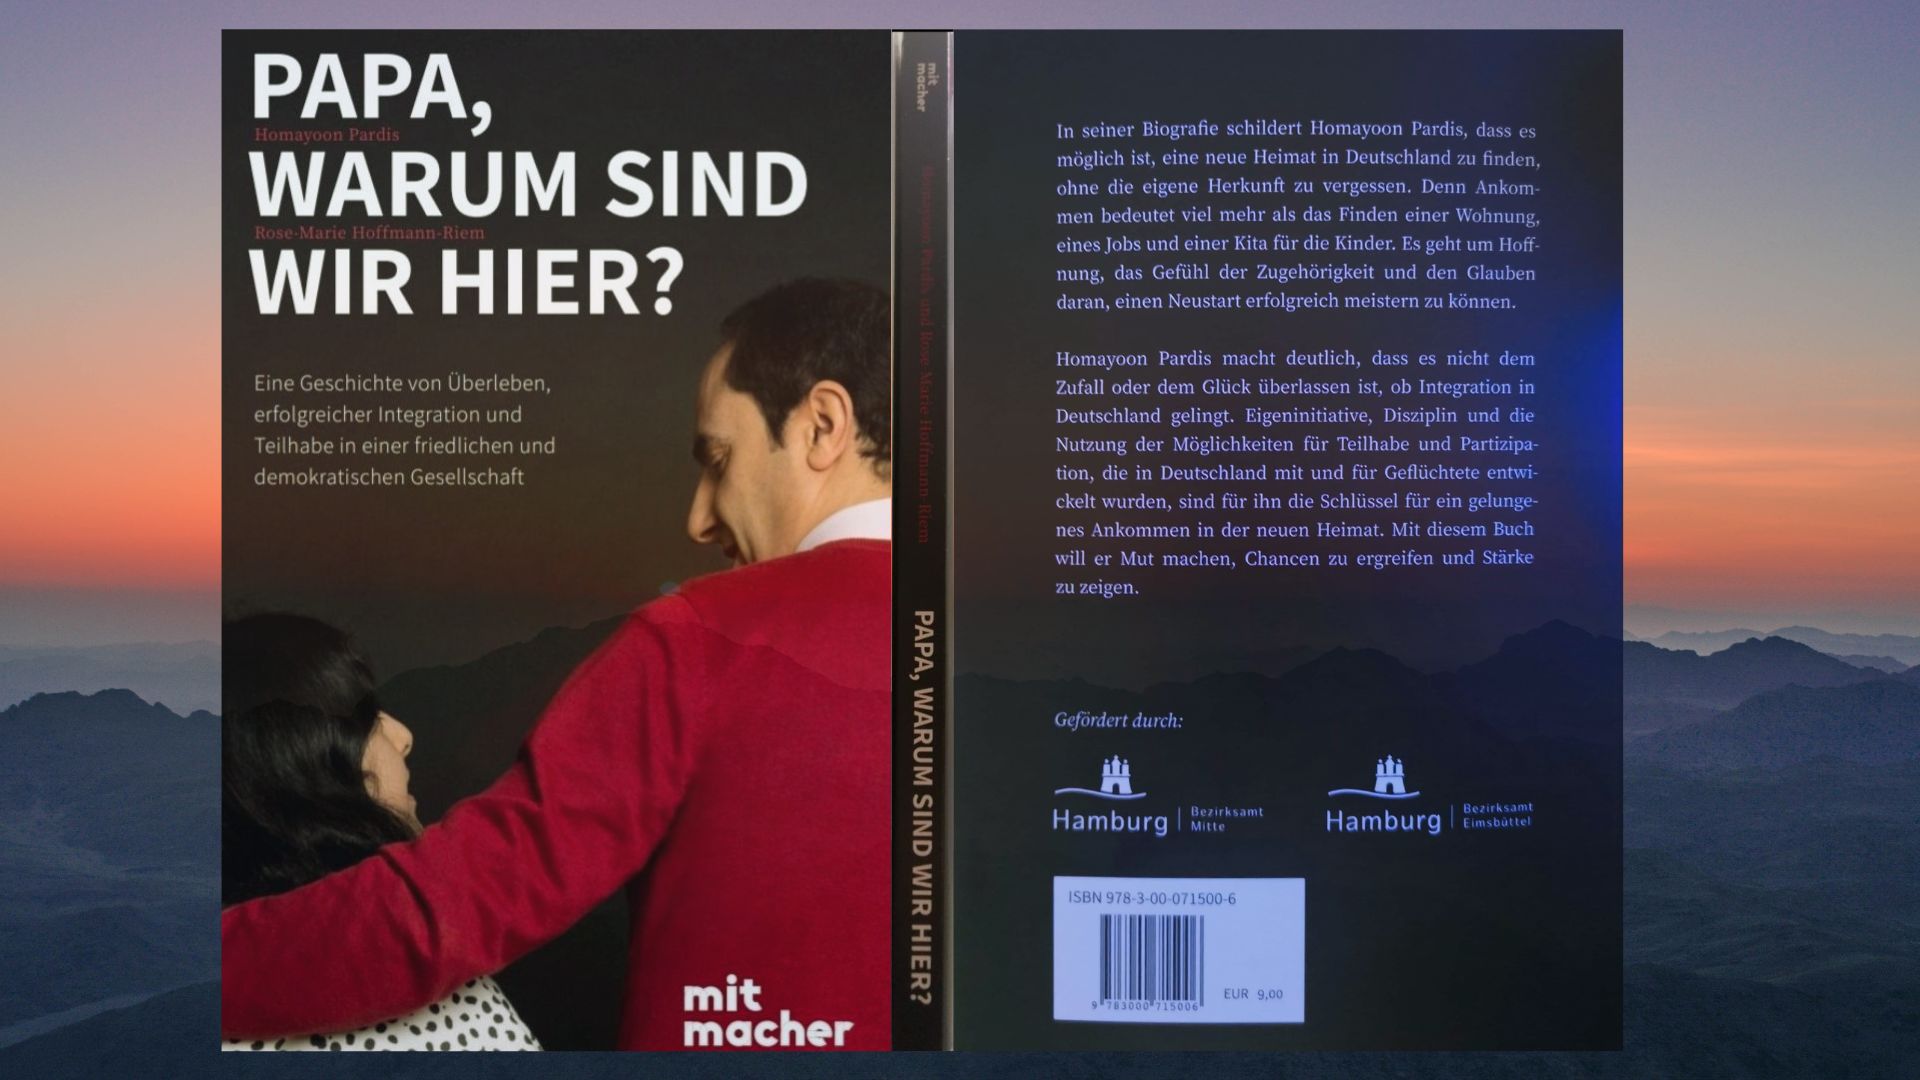 PAPA,
Homayoon Pardis
WARUM SIND
Rose-Marie Hoffmann-Riem
WIR HIER?
Eine Geschichte von Überleben,
erfolgreicher Integration und
Teilhabe in einer friedlichen und
demokratischen Gesellschaft
mit
macher
mit
macher
Homayoon Pardis und Rose-Marie Hoffmann-Riem
PAPA, WARUM SIND WIR HIER?
In seiner Biografie schildert Homayoon Pardis, dass es
möglich ist, eine neue Heimat in Deutschland zu finden,
ohne die eigene Herkunft zu vergessen. Denn Ankom-
men bedeutet viel mehr als das Finden einer Wohnung,
eines Jobs und einer Kita für die Kinder. Es geht um Hoff-
nung, das Gefühl der Zugehörigkeit und den Glauben
daran, einen Neustart erfolgreich meistern zu können.
Homayoon Pardis macht deutlich, dass es nicht dem
Zufall oder dem Glück überlassen ist, ob Integration in
Deutschland gelingt. Eigeninitiative, Disziplin und die
Nutzung der Möglichkeiten für Teilhabe und Partizipa-
tion, die in Deutschland mit und für Geflüchtete entwi-
ckelt wurden, sind für ihn die Schlüssel für ein gelunge-
nes Ankommen in der neuen Heimat. Mit diesem Buch
will er Mut machen, Chancen zu ergreifen und Stärke
zu zeigen.
Gefördert durch:
Hamburg | Bezirksamt
Mitte
Hamburg | Bezirksamt
Eimsbüttel
ISBN 978-3-00-071500-6
9 783000 715006
EUR 9,00